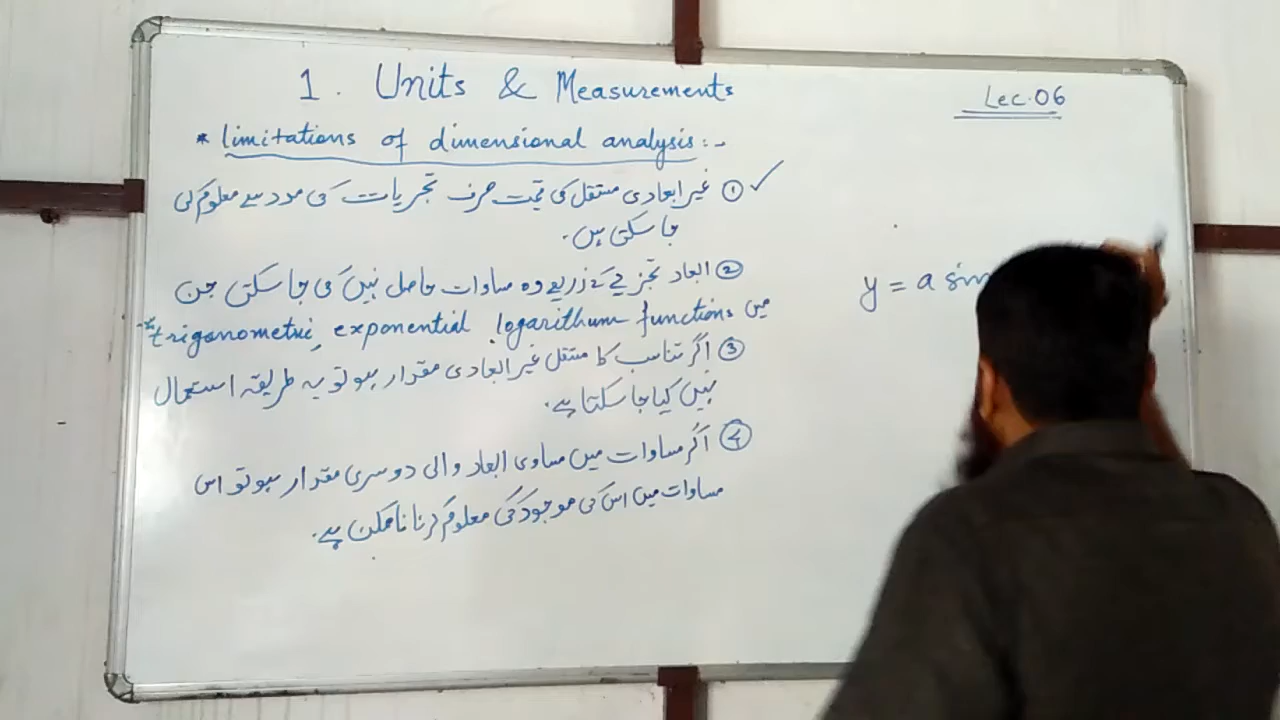 1. Units & Measurements
Lec.06
* limitations of dimensional analysis:-
① غیر ابعادی مستقل کی قیمت صرف تجربات کی مدد سے معلوم کی
جا سکتی ہیں۔
② ابعاد تجزیے کے ذریعے وہ مساوات حاصل نہیں کی جا سکتی جن
میں trigonometric, exponential logarithum functions
③ اگر تناسب کا مستقل غیر ابعادی مقدار ہو تو یہ طریقہ استعمال
نہیں کیا جا سکتا ہے۔
④ اگر مساوات میں مساوی ابعاد والی دوسری مقدار ہو تو اس
مساوات میں اس کی موجودگی معلوم کرنا ناممکن ہے۔
y = a sin